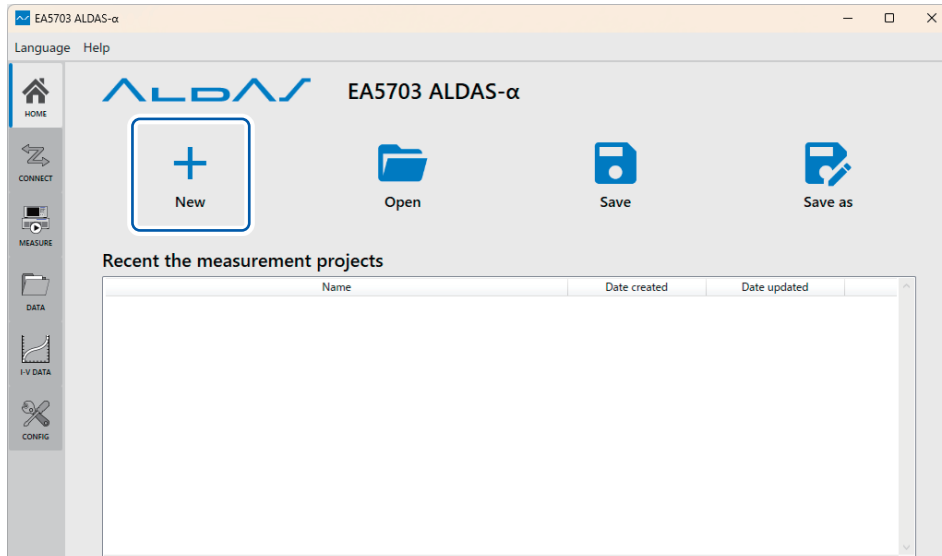 EA5703 ALDAS-α
Language Help
HOME
ALDAS EA5703 ALDAS-α
CONNECT
New Open Save Save as
MEASURE
Recent the measurement projects
Name Date created Date updated
DATA
I-V DATA
CONFIG